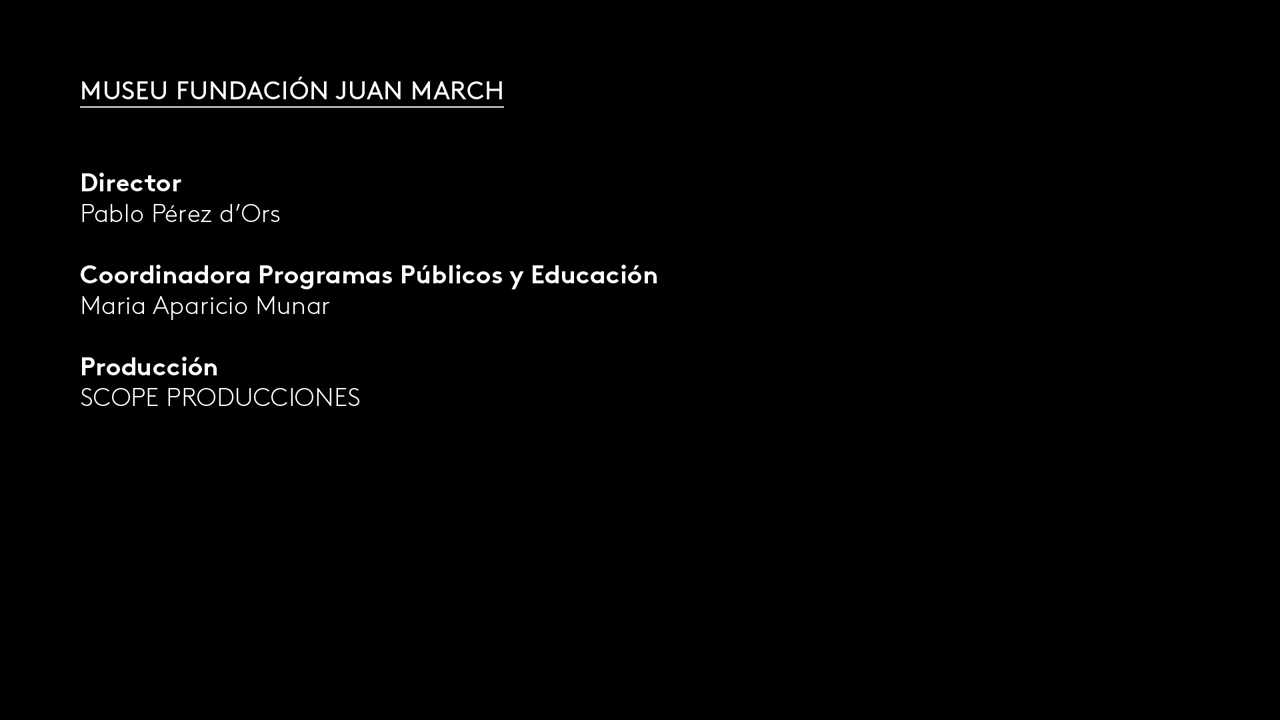 MUSEU FUNDACIÓN JUAN MARCH
Director
Pablo Pérez d’Ors
Coordinadora Programas Públicos y Educación
Maria Aparicio Munar
Producción
SCOPE PRODUCCIONES